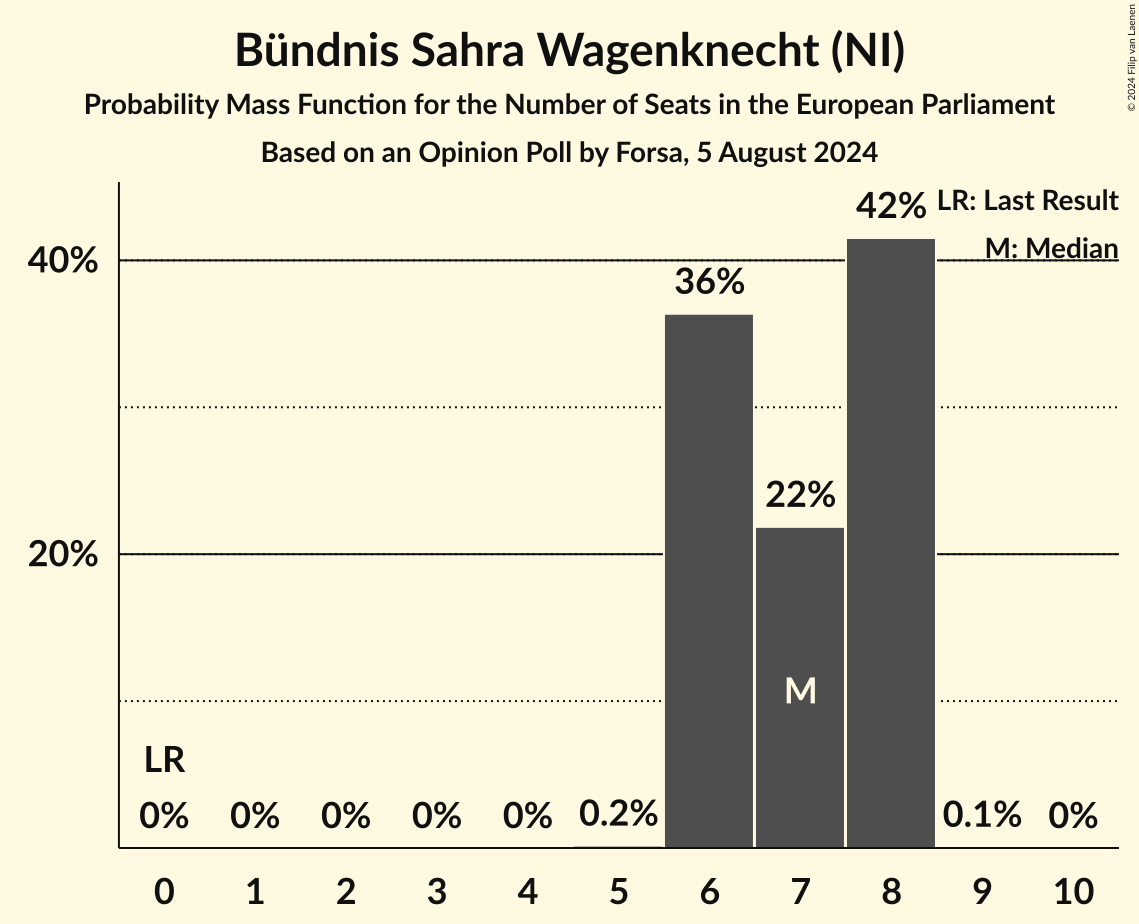 Bündnis Sahra Wagenknecht (NI)
Probability Mass Function for the Number of Seats in the European Parliament
Based on an Opinion Poll by Forsa, 5 August 2024
© 2024 Filip van Laenen
LR: Last Result
M: Median
40%
20%
LR
0%
0%
0%
0%
0%
0.2%
36%
22%
M
42%
0.1%
0%
0 1 2 3 4 5 6 7 8 9 10